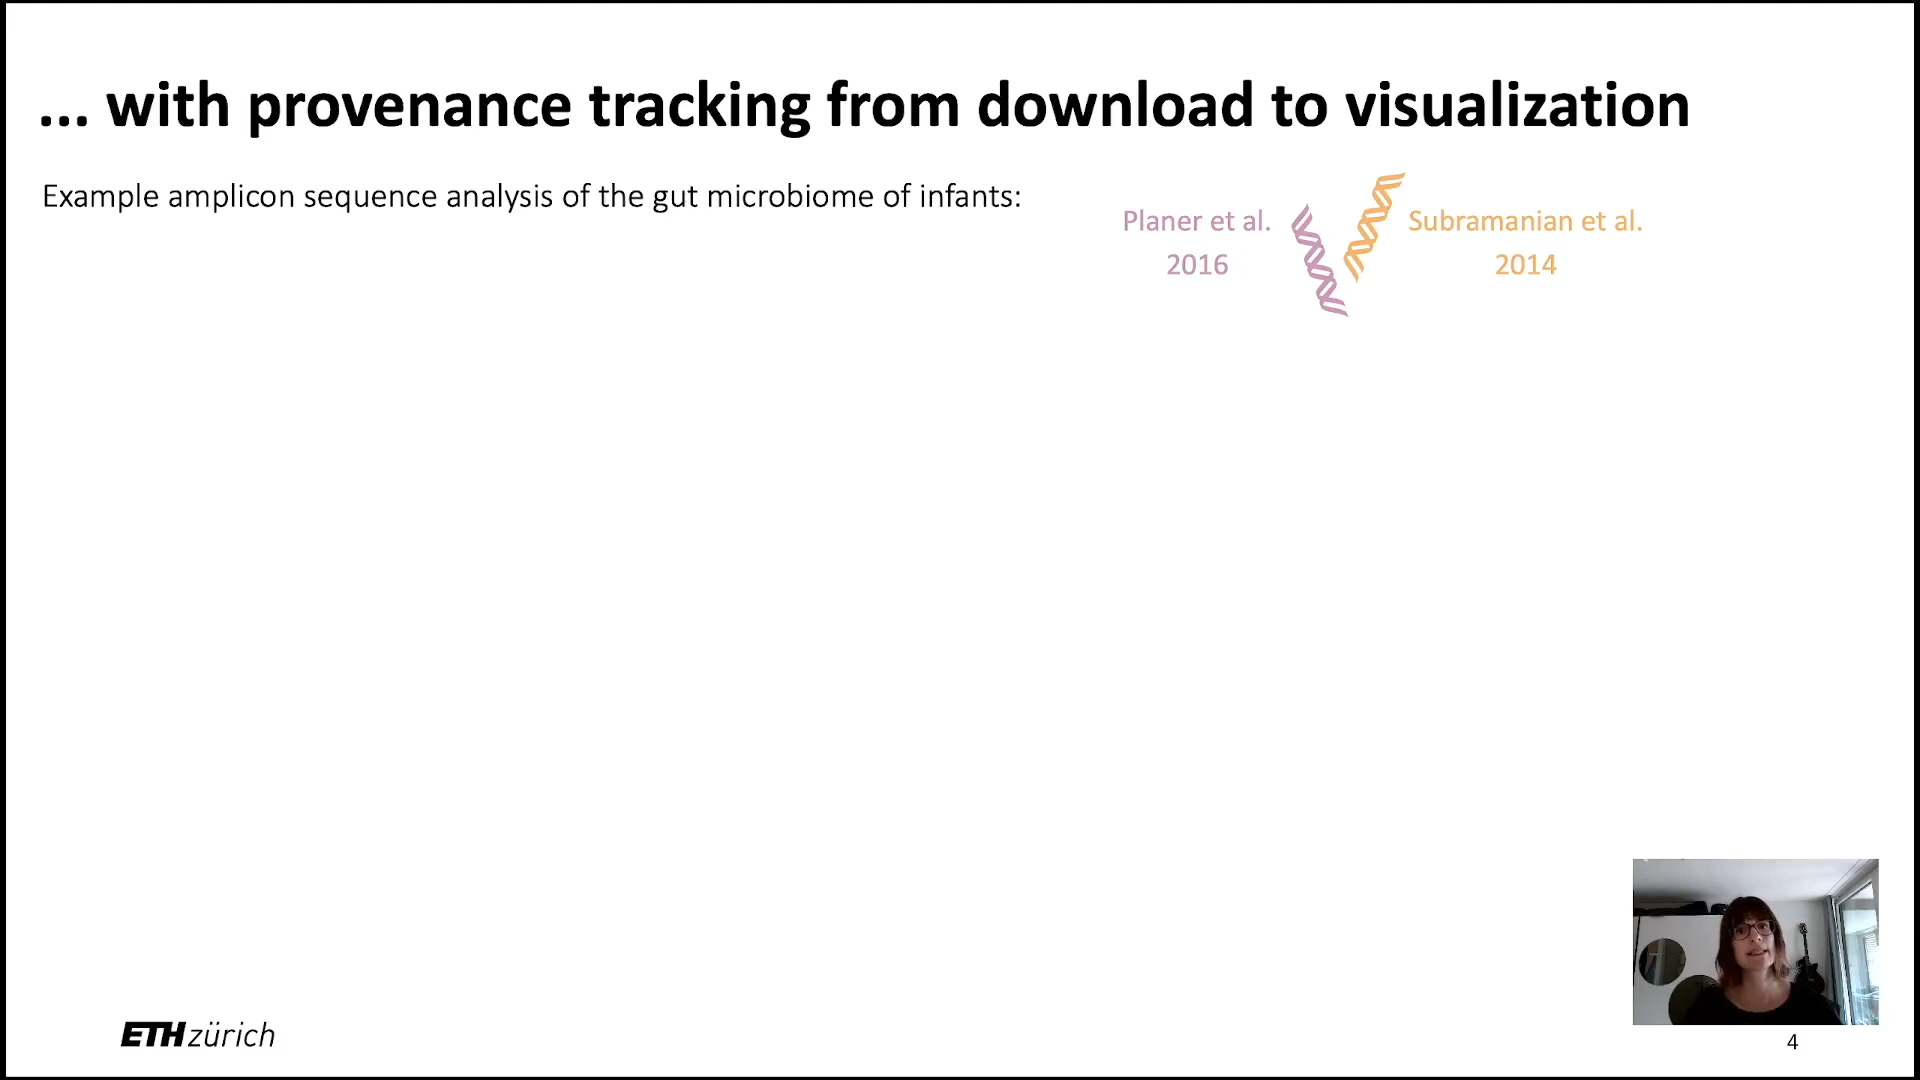 ... with provenance tracking from download to visualization
Example amplicon sequence analysis of the gut microbiome of infants:
Planer et al.
2016
Subramanian et al.
2014
ETH zürich
4